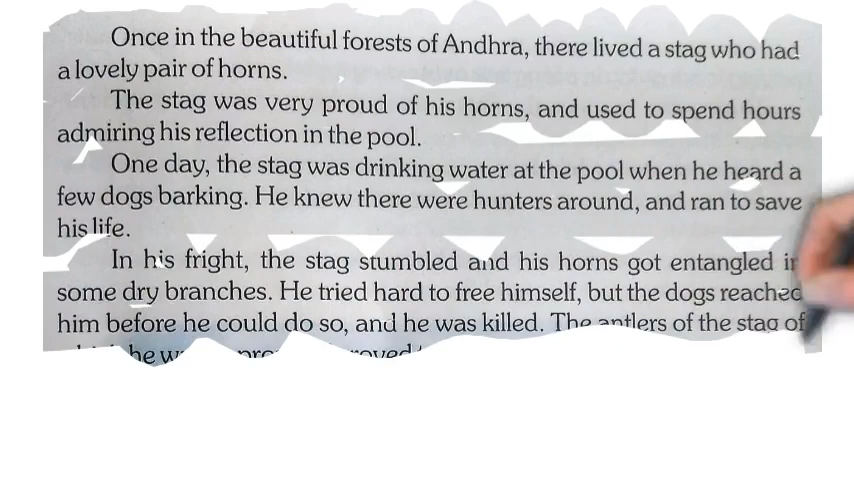 Once in the beautiful forests of Andhra, there lived a stag who had
a lovely pair of horns.
The stag was very proud of his horns, and used to spend hours
admiring his reflection in the pool.
One day, the stag was drinking water at the pool when he heard a
few dogs barking. He knew there were hunters around, and ran to save
his life.
In his fright, the stag stumbled and his horns got entangled in
some dry branches. He tried hard to free himself, but the dogs reached
him before he could do so, and he was killed. The antlers of the stag of
he